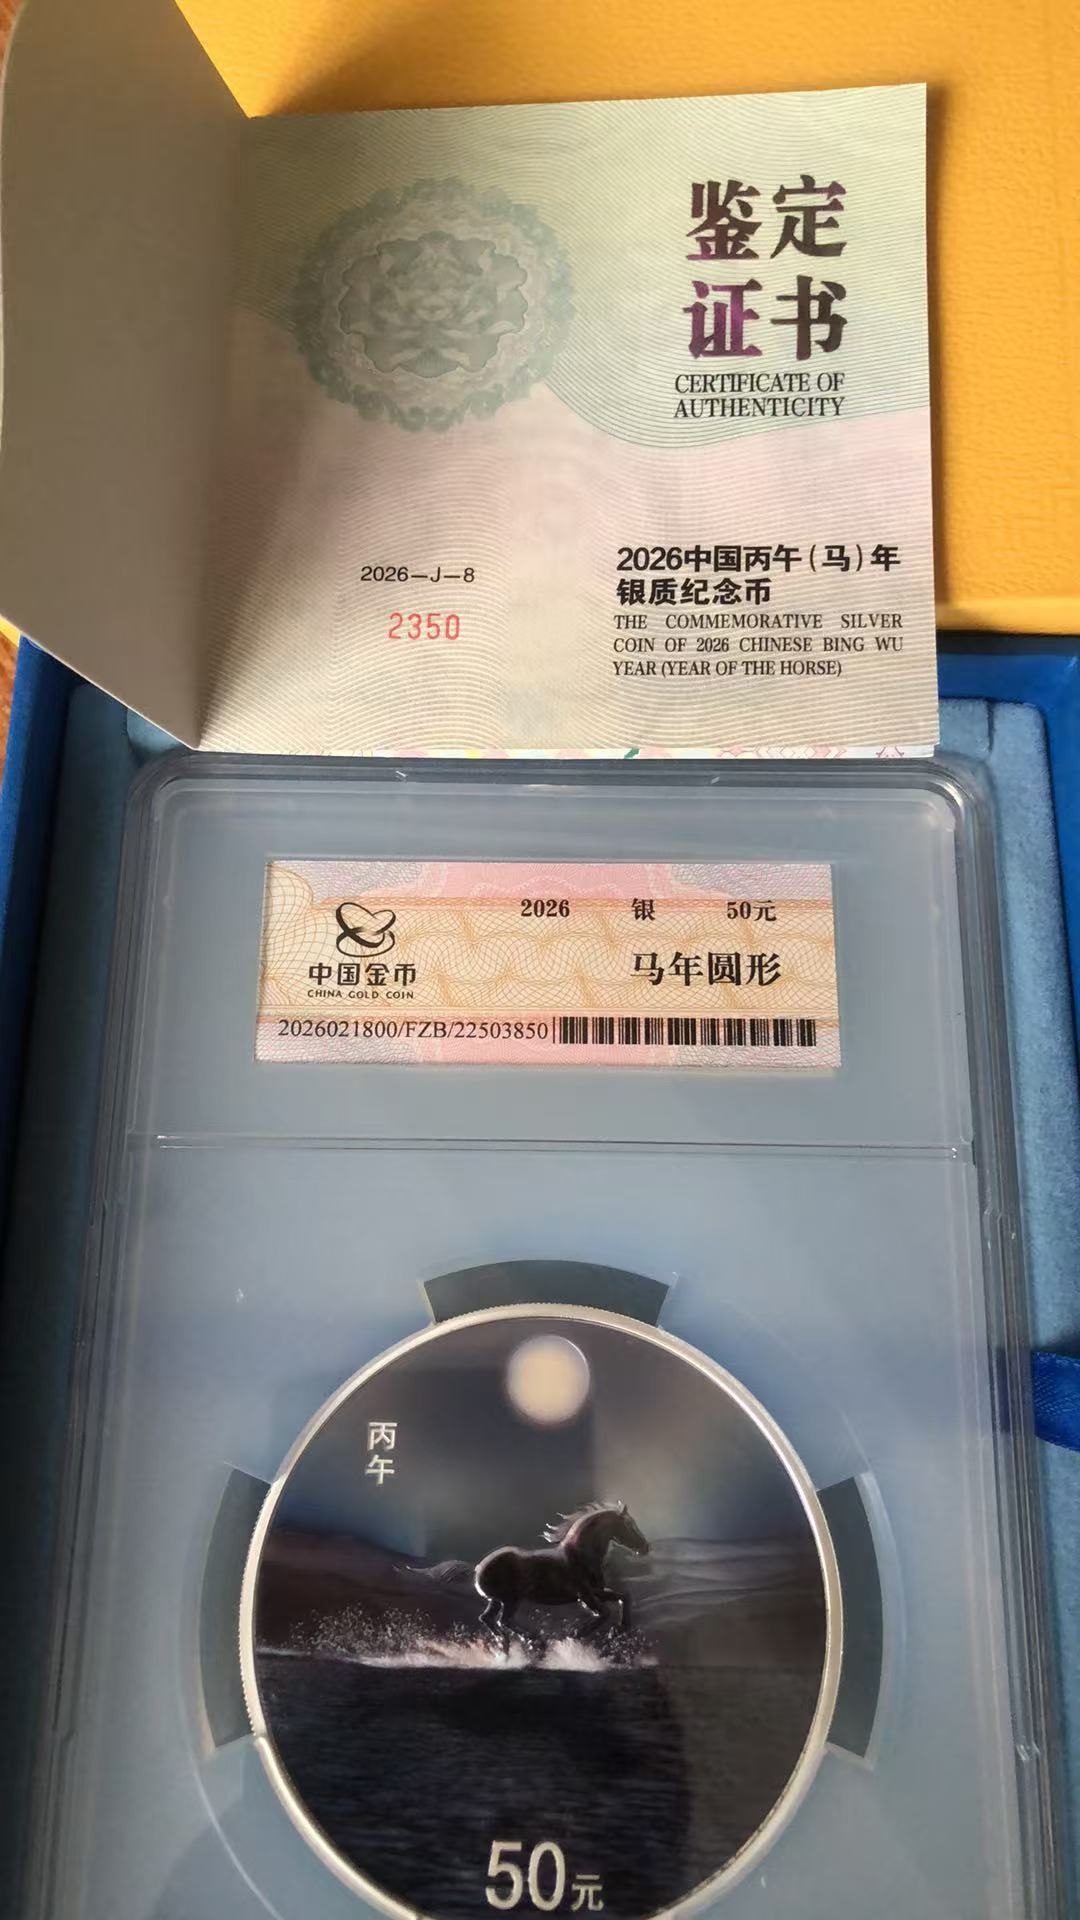 鉴定
证书
CERTIFICATE OF
AUTHENTICITY
2026-J-8
2350
2026中国丙午(马)年
银质纪念币
THE COMMEMORATIVE SILVER
COIN OF 2026 CHINESE BING WU
YEAR (YEAR OF THE HORSE)
中国金币
CHINA GOLD COIN
2026 银 50元
马年圆形
2026021800/FZB/22503850
丙
午
50元